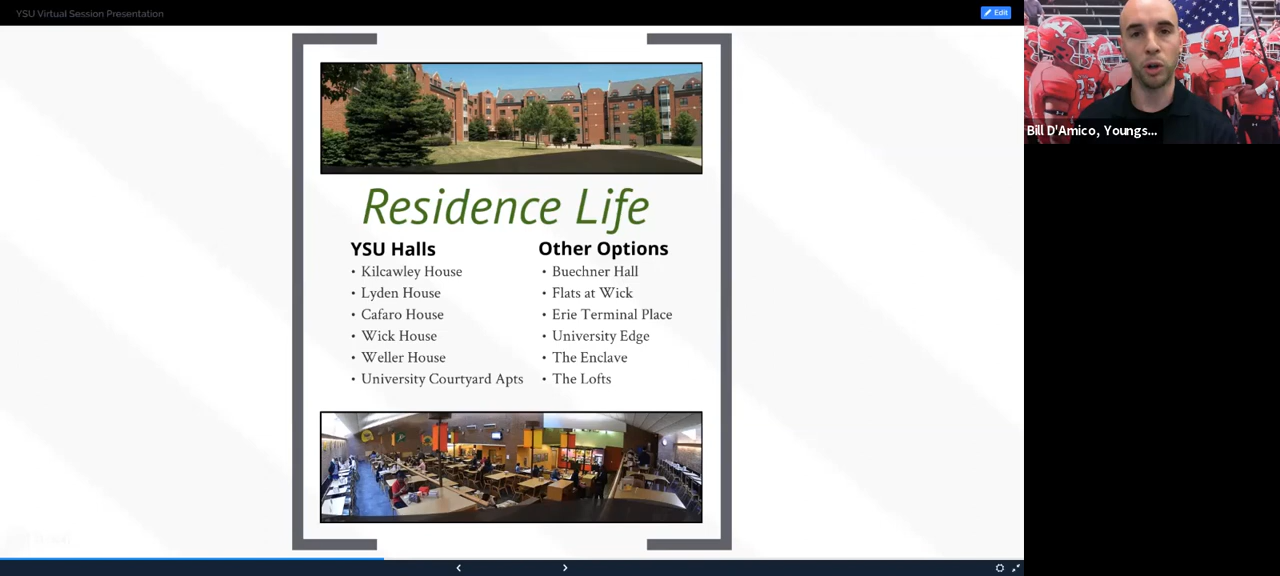 YSU Virtual Session Presentation
Edit
Residence Life
YSU Halls
• Kilcawley House
• Lyden House
• Cafaro House
• Wick House
• Weller House
• University Courtyard Apts
Other Options
• Buechner Hall
• Flats at Wick
• Erie Terminal Place
• University Edge
• The Enclave
• The Lofts
Bill D'Amico, Youngs...
Y